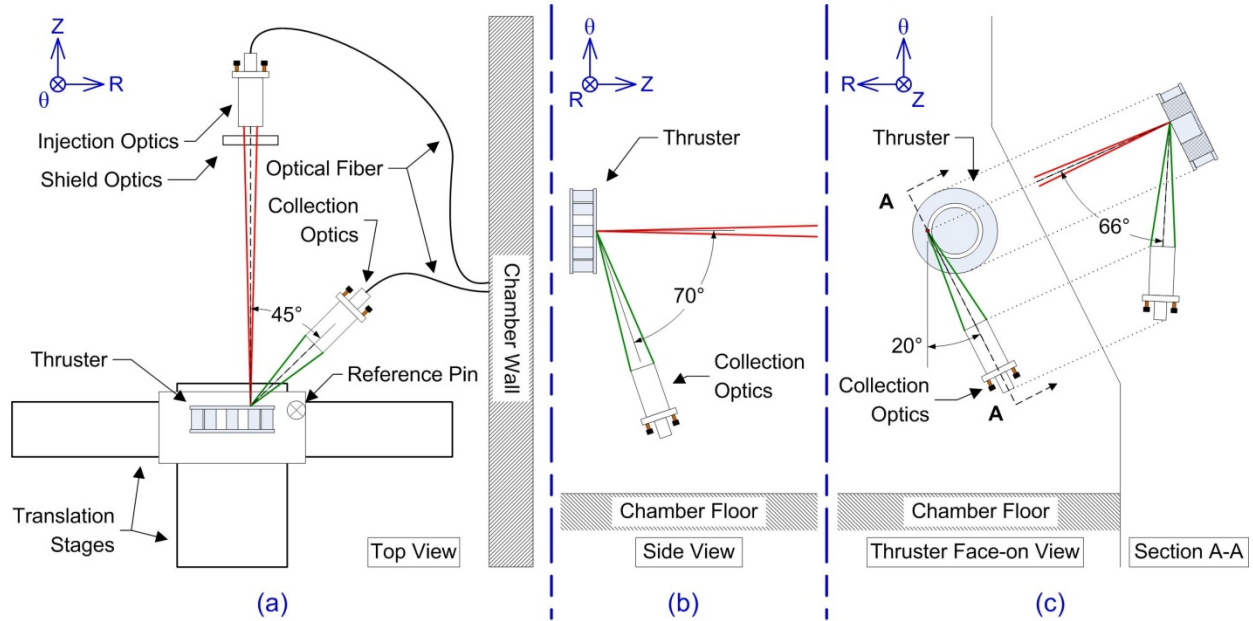 Z
R
θ
Injection Optics
Shield Optics
Optical Fiber
Collection
Optics
45°
Thruster
Reference Pin
Translation
Stages
Chamber Wall
Top View
(a)
θ
R
Z
Thruster
70°
Collection
Optics
Chamber Floor
Side View
(b)
θ
R
Z
Thruster
A
66°
20°
Collection
Optics
A
Chamber Floor
Thruster Face-on View
Section A-A
(c)